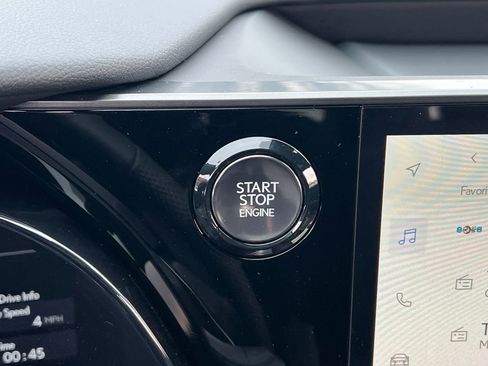 START
STOP
ENGINE
Favori
Drive Info
Speed
4 MPH
00:45